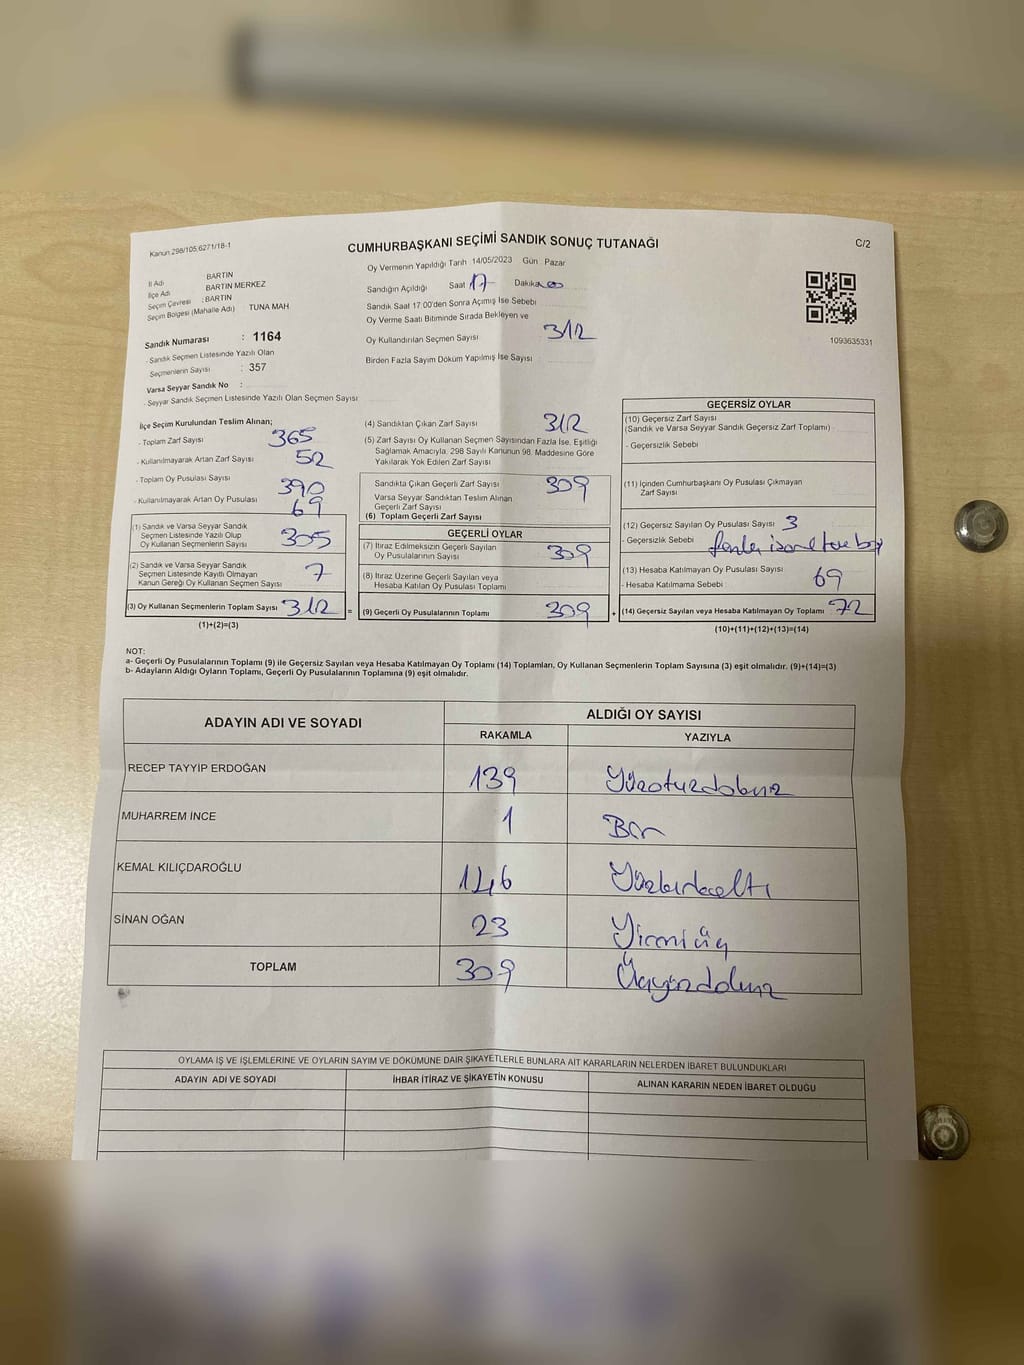 Kanun 298/105,6271/18-1
CUMHURBAŞKANI SEÇİMİ SANDIK SONUÇ TUTANAĞI
C/2
İl Adı BARTIN
İlçe Adı BARTIN MERKEZ
Seçim Çevresi : BARTIN
Seçim Bölgesi (Mahalle Adı) TUNA MAH
Sandık Numarası : 1164
- Sandık Seçmen Listesinde Yazılı Olan
Seçmenlerin Sayısı : 357
Varsa Seyyar Sandık No :
- Seyyar Sandık Seçmen Listesinde Yazılı Olan Seçmen Sayısı
Oy Vermenin Yapıldığı Tarih 14/05/2023 Gün Pazar
Sandığın Açıldığı Saat 17 Dakika 00
Sandık Saat 17:00'den Sonra Açımış İse Sebebi
Oy Verme Saati Bitiminde Sırada Bekleyen ve
Oy Kullandırılan Seçmen Sayısı 312
Birden Fazla Sayım Döküm Yapılmış İse Sayısı
1093635331
İlçe Seçim Kurulundan Teslim Alınan;
- Toplam Zarf Sayısı 365
- Kullanılmayarak Artan Zarf Sayısı 52
- Toplam Oy Pusulası Sayısı 390
- Kullanılmayarak Artan Oy Pusulası 69
(1) Sandık ve Varsa Seyyar Sandık
Seçmen Listesinde Yazılı Olup
Oy Kullanan Seçmenlerin Sayısı 305
(2) Sandık ve Varsa Seyyar Sandık
Seçmen Listesinde Kayıtlı Olmayan
Kanun Gereği Oy Kullanan Seçmen Sayısı 7
(3) Oy Kullanan Seçmenlerin Toplam Sayısı 312 =
(1)+(2)=(3)
(4) Sandıktan Çıkan Zarf Sayısı 312
(5) Zarf Sayısı Oy Kullanan Seçmen Sayısından Fazla İse, Eşitliği
Sağlamak Amacıyla, 298 Sayılı Kanunun 98. Maddesine Göre
Yakılarak Yok Edilen Zarf Sayısı
Sandıkta Çıkan Geçerli Zarf Sayısı 309
Varsa Seyyar Sandıktan Teslim Alınan
Geçerli Zarf Sayısı
(6) Toplam Geçerli Zarf Sayısı
GEÇERLİ OYLAR
(7) İtiraz Edilmeksizin Geçerli Sayılan
Oy Pusulalarının Sayısı 309
(8) İtiraz Üzerine Geçerli Sayılan veya
Hesaba Katılan Oy Pusulası Toplamı
(9) Geçerli Oy Pusulalarının Toplamı 309 +
GEÇERSİZ OYLAR
(10) Geçersiz Zarf Sayısı
(Sandık ve Varsa Seyyar Sandık Geçersiz Zarf Toplamı)
- Geçersizlik Sebebi
(11) İçinden Cumhurbaşkanı Oy Pusulası Çıkmayan
Zarf Sayısı
(12) Geçersiz Sayılan Oy Pusulası Sayısı 3
- Geçersizlik Sebebi
(13) Hesaba Katılmayan Oy Pusulası Sayısı 69
- Hesaba Katılmama Sebebi
(14) Geçersiz Sayılan veya Hesaba Katılmayan Oy Toplamı 72
(10)+(11)+(12)+(13)=(14)
NOT:
a- Geçerli Oy Pusulalarının Toplamı (9) ile Geçersiz Sayılan veya Hesaba Katılmayan Oy Toplamı (14) Toplamları, Oy Kullanan Seçmenlerin Toplam Sayısına (3) eşit olmalıdır. (9)+(14)=(3)
b- Adayların Aldığı Oyların Toplamı, Geçerli Oy Pusulalarının Toplamına (9) eşit olmalıdır.
ADAYIN ADI VE SOYADI
ALDIĞI OY SAYISI
RAKAMLA YAZIYLA
RECEP TAYYİP ERDOĞAN 139 Yüzotuzdokuz
MUHARREM İNCE 1 Bir
KEMAL KILIÇDAROĞLU 146 Yüzkırkaltı
SİNAN OĞAN 23 Yirmi üç
TOPLAM 309 Üçyüzdokuz
OYLAMA İŞ VE İŞLEMLERİNE VE OYLARIN SAYIM VE DÖKÜMÜNE DAİR ŞİKAYETLERLE BUNLARA AİT KARARLARIN NELERDEN İBARET BULUNDUKLARI
ADAYIN ADI VE SOYADI İHBAR İTİRAZ VE ŞİKAYETİN KONUSU ALINAN KARARIN NEDEN İBARET OLDUĞU